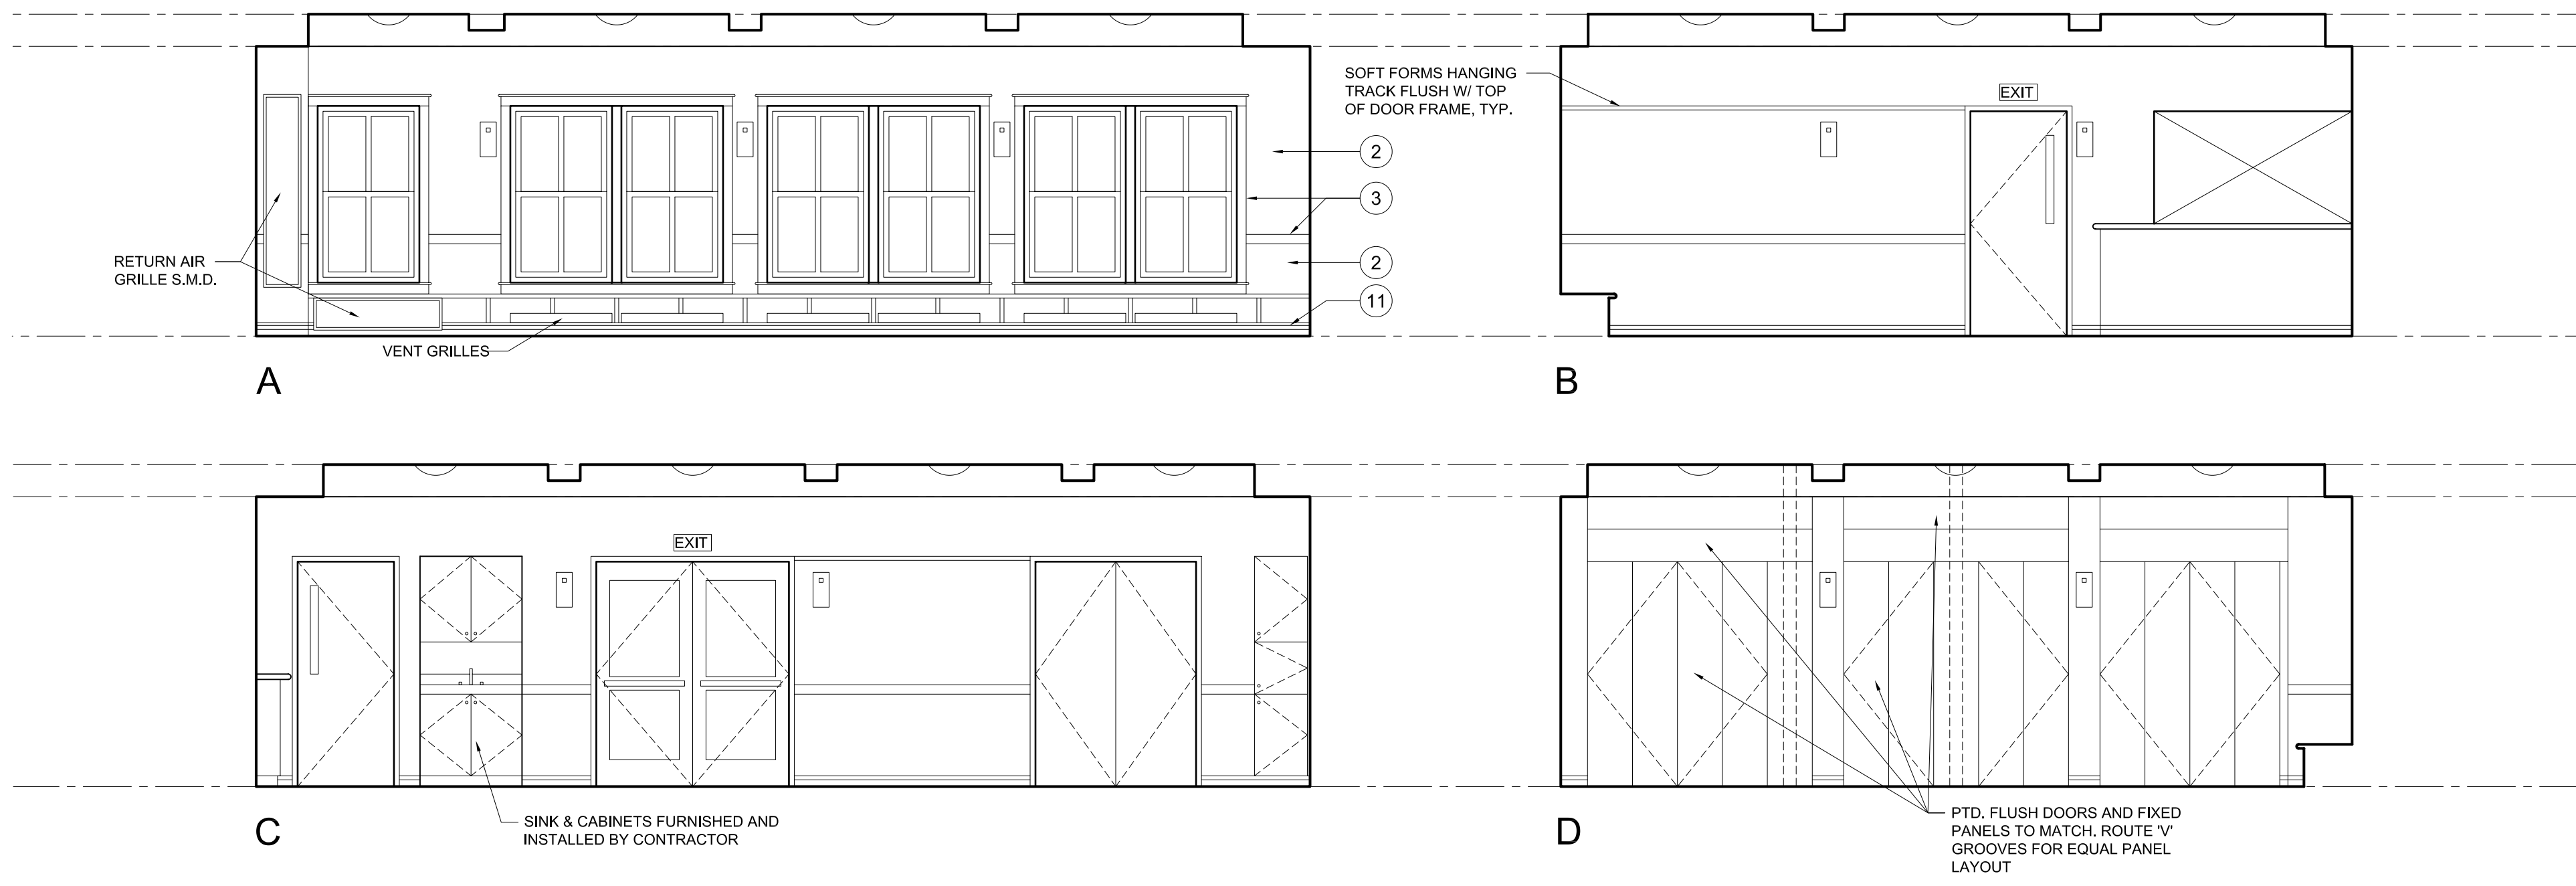 SOFT FORMS HANGING
TRACK FLUSH W/ TOP
OF DOOR FRAME, TYP.
EXIT
2
3
RETURN AIR
GRILLE S.M.D.
2
11
VENT GRILLES
A
B
EXIT
SINK & CABINETS FURNISHED AND
INSTALLED BY CONTRACTOR
PTD. FLUSH DOORS AND FIXED
PANELS TO MATCH. ROUTE 'V'
GROOVES FOR EQUAL PANEL
LAYOUT
C
D